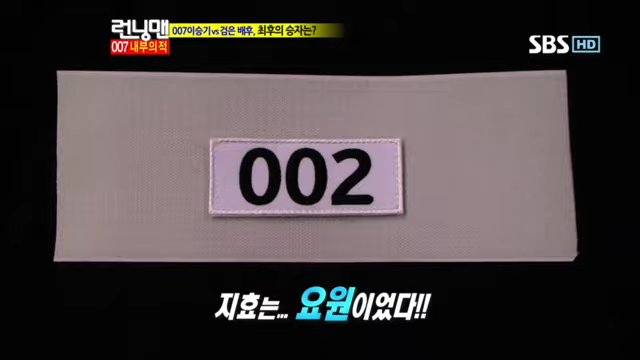 런닝맨
007 내부의 적
007이승기 vs 검은 배후, 최후의 승자는?
SBS HD
002
지효는... 요원이었다!!